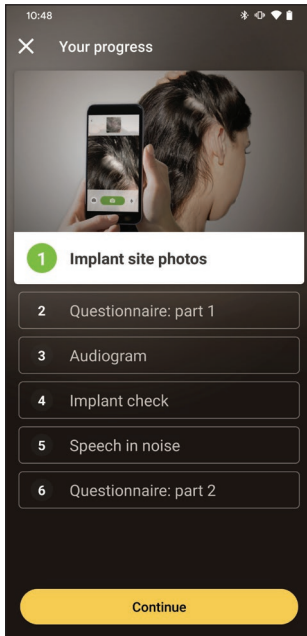 10:48
Your progress
1 Implant site photos
2 Questionnaire: part 1
3 Audiogram
4 Implant check
5 Speech in noise
6 Questionnaire: part 2
Continue